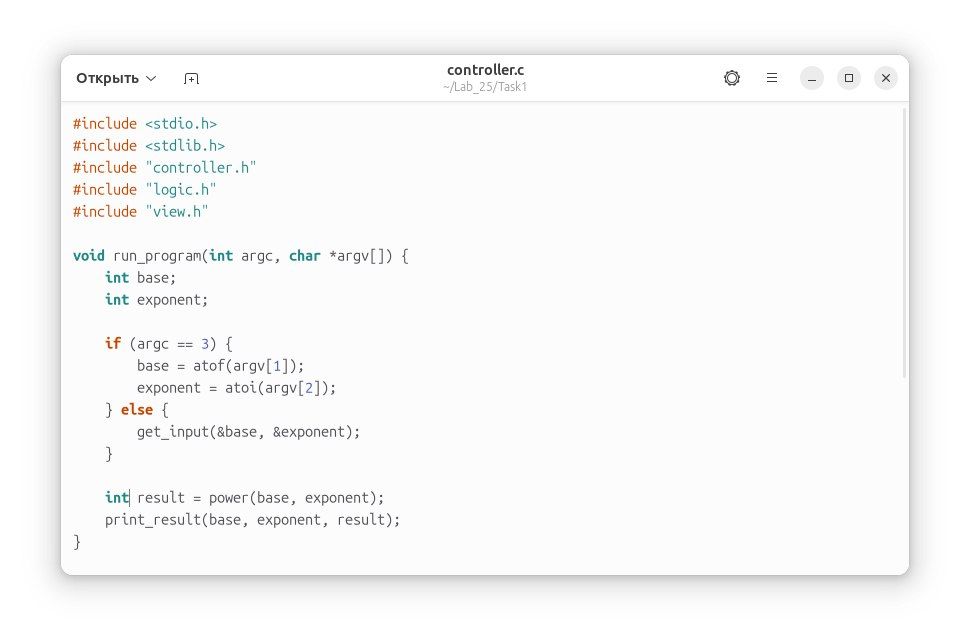 Открыть
controller.c
~/Lab_25/Task1
#include <stdio.h>
#include <stdlib.h>
#include "controller.h"
#include "logic.h"
#include "view.h"

void run_program(int argc, char *argv[]) {
    int base;
    int exponent;

    if (argc == 3) {
        base = atof(argv[1]);
        exponent = atoi(argv[2]);
    } else {
        get_input(&base, &exponent);
    }

    int result = power(base, exponent);
    print_result(base, exponent, result);
}